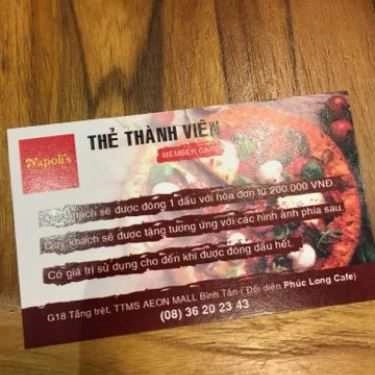 Napoli's
THẺ THÀNH VIÊN
MEMBER CARD
khách sẽ được đóng 1 dấu với hóa đơn từ 200.000 VNĐ.
Quý khách sẽ được tặng tương ứng với các hình ảnh phía sau.
Có giá trị sử dụng cho đến khi được đóng dấu hết.
G18 Tầng trệt, TTMS AEON MALL Bình Tân ( Đối diện Phúc Long Cafe)
(08) 36 20 23 43